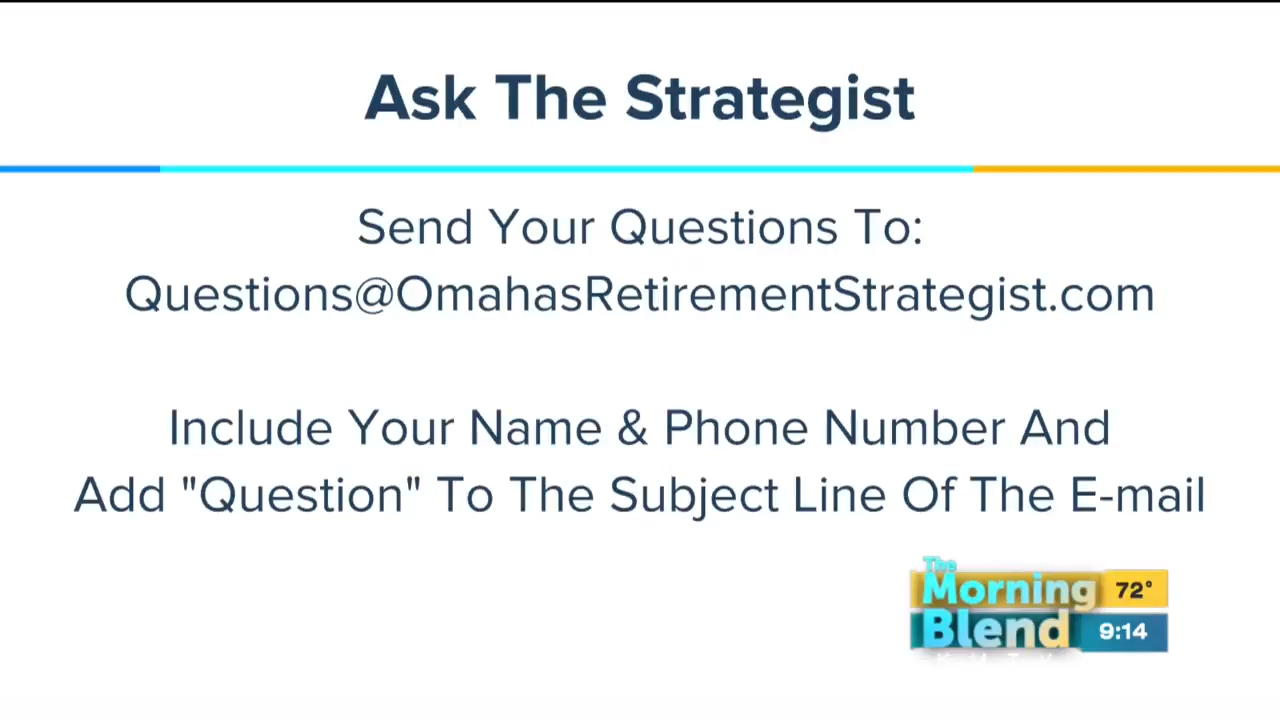 Ask The Strategist
Send Your Questions To:
Questions@OmahasRetirementStrategist.com
Include Your Name & Phone Number And
Add "Question" To The Subject Line Of The E-mail
The
Morning
72°
Blend
9:14